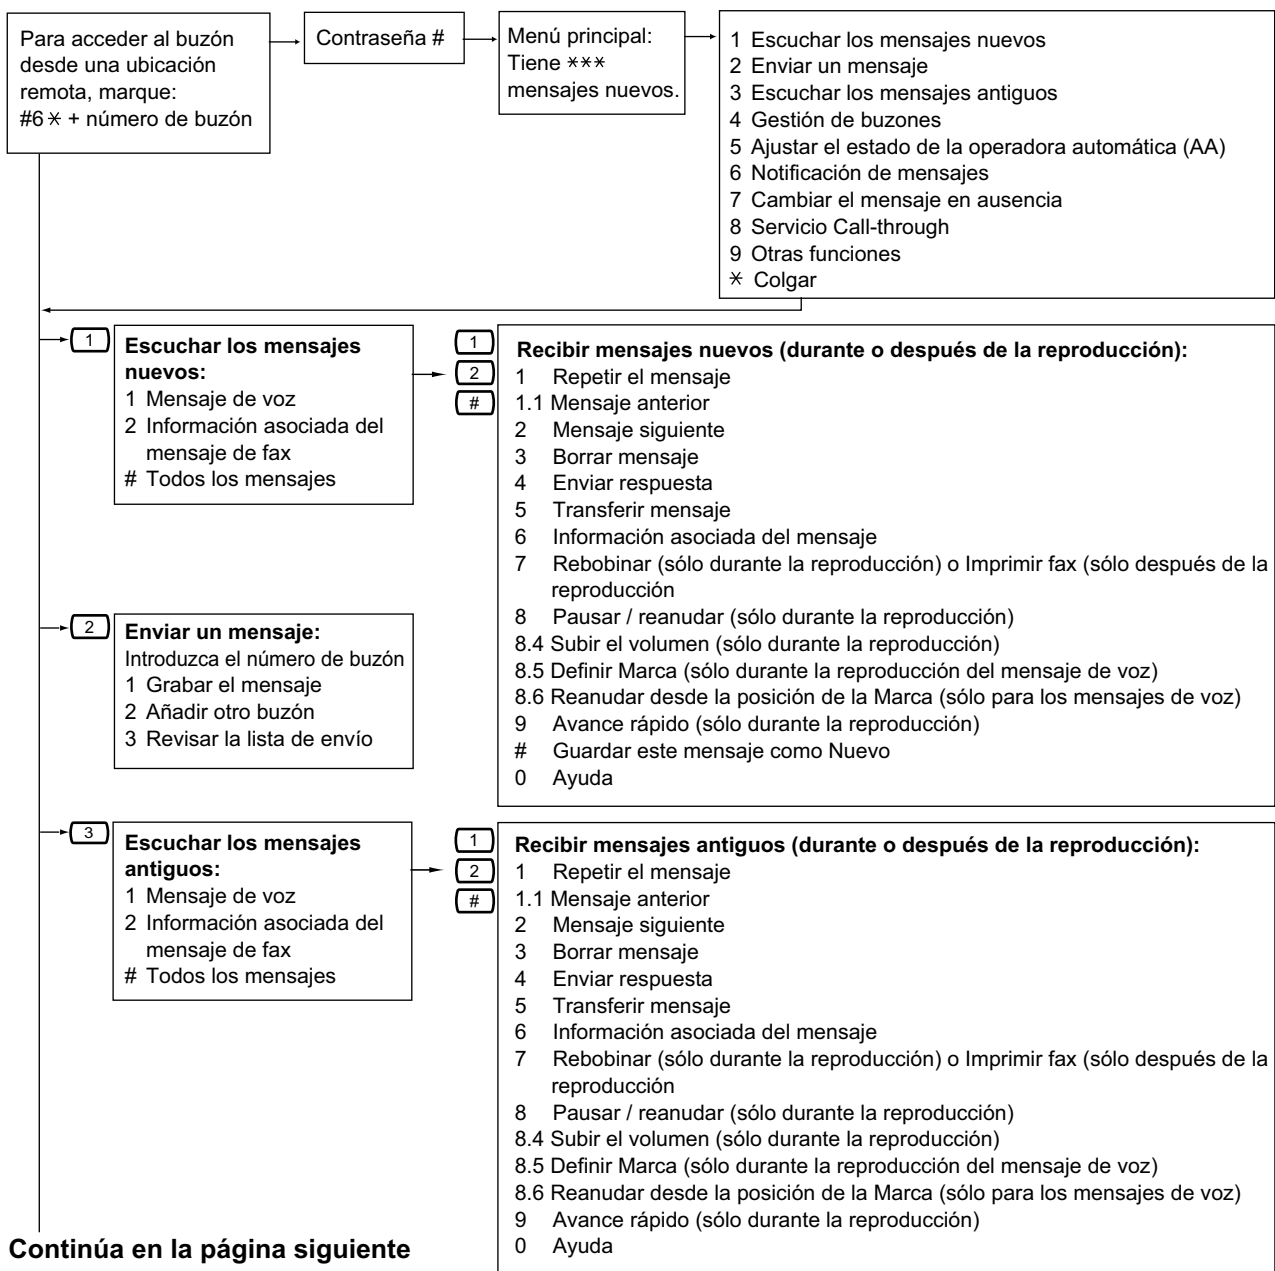 Para acceder al buzón
desde una ubicación
remota, marque:
#6 ✳ + número de buzón
Contraseña #
Menú principal:
Tiene ✳✳✳
mensajes nuevos.
1 Escuchar los mensajes nuevos
2 Enviar un mensaje
3 Escuchar los mensajes antiguos
4 Gestión de buzones
5 Ajustar el estado de la operadora automática (AA)
6 Notificación de mensajes
7 Cambiar el mensaje en ausencia
8 Servicio Call-through
9 Otras funciones
✳ Colgar
1
Escuchar los mensajes
nuevos:
1 Mensaje de voz
2 Información asociada del
mensaje de fax
# Todos los mensajes
1
2
#
Recibir mensajes nuevos (durante o después de la reproducción):
1 Repetir el mensaje
1.1 Mensaje anterior
2 Mensaje siguiente
3 Borrar mensaje
4 Enviar respuesta
5 Transferir mensaje
6 Información asociada del mensaje
7 Rebobinar (sólo durante la reproducción) o Imprimir fax (sólo después de la
reproducción
8 Pausar / reanudar (sólo durante la reproducción)
8.4 Subir el volumen (sólo durante la reproducción)
8.5 Definir Marca (sólo durante la reproducción del mensaje de voz)
8.6 Reanudar desde la posición de la Marca (sólo para los mensajes de voz)
9 Avance rápido (sólo durante la reproducción)
# Guardar este mensaje como Nuevo
0 Ayuda
2
Enviar un mensaje:
Introduzca el número de buzón
1 Grabar el mensaje
2 Añadir otro buzón
3 Revisar la lista de envío
3
Escuchar los mensajes
antiguos:
1 Mensaje de voz
2 Información asociada del
mensaje de fax
# Todos los mensajes
1
2
#
Recibir mensajes antiguos (durante o después de la reproducción):
1 Repetir el mensaje
1.1 Mensaje anterior
2 Mensaje siguiente
3 Borrar mensaje
4 Enviar respuesta
5 Transferir mensaje
6 Información asociada del mensaje
7 Rebobinar (sólo durante la reproducción) o Imprimir fax (sólo después de la
reproducción
8 Pausar / reanudar (sólo durante la reproducción)
8.4 Subir el volumen (sólo durante la reproducción)
8.5 Definir Marca (sólo durante la reproducción del mensaje de voz)
8.6 Reanudar desde la posición de la Marca (sólo para los mensajes de voz)
9 Avance rápido (sólo durante la reproducción)
0 Ayuda
Continúa en la página siguiente